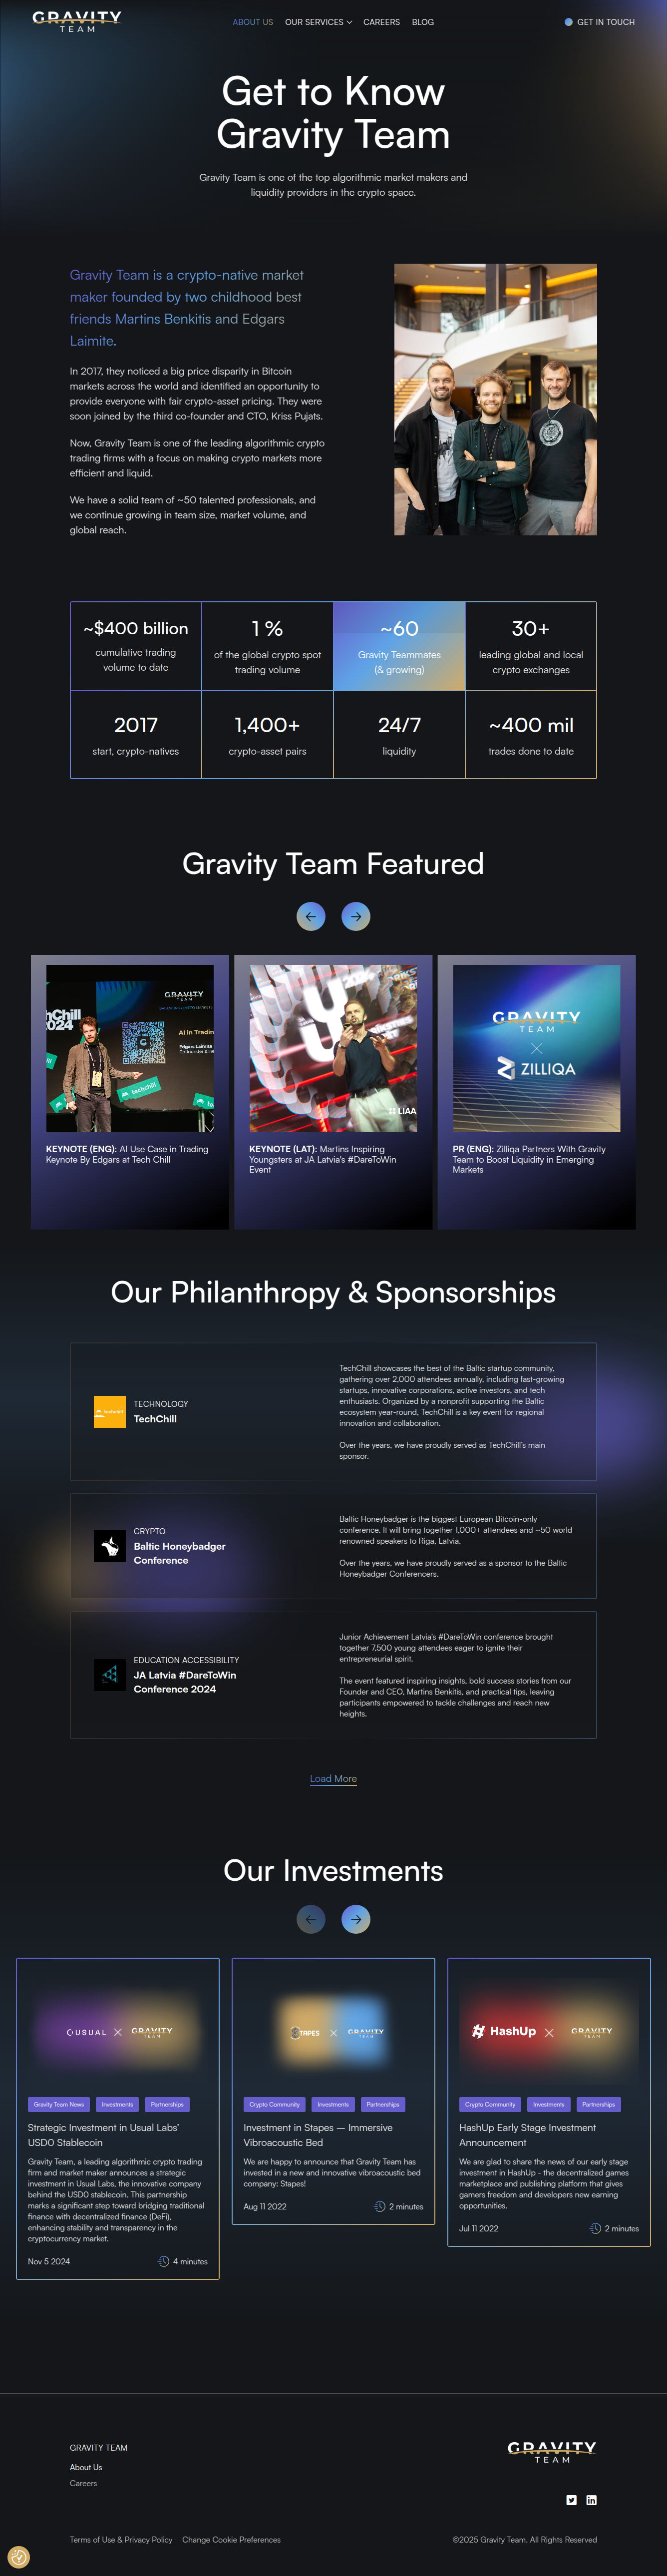 GRAVITY
TEAM
ABOUT US
OUR SERVICES
CAREERS
BLOG
GET IN TOUCH
Get to Know
Gravity Team
Gravity Team is one of the top algorithmic market makers and
liquidity providers in the crypto space.
Gravity Team is a crypto-native market
maker founded by two childhood best
friends Martins Benkitis and Edgars
Laimite.
In 2017, they noticed a big price disparity in Bitcoin
markets across the world and identified an opportunity to
provide everyone with fair crypto-asset pricing. They were
soon joined by the third co-founder and CTO, Kriss Pujats.
Now, Gravity Team is one of the leading algorithmic crypto
trading firms with a focus on making crypto markets more
efficient and liquid.
We have a solid team of ~50 talented professionals, and
we continue growing in team size, market volume, and
global reach.
~$400 billion
cumulative trading
volume to date
1 %
of the global crypto spot
trading volume
~60
Gravity Teammates
(& growing)
30+
leading global and local
crypto exchanges
2017
start, crypto-natives
1,400+
crypto-asset pairs
24/7
liquidity
~400 mil
trades done to date
Gravity Team Featured
GRAVITY
TEAM
AI in Tradin
Edgars Laimite
Co-founder & He
techchill
LIAA
GRAVITY
TEAM
ZILLIQA
KEYNOTE (ENG): AI Use Case in Trading
Keynote By Edgars at Tech Chill
KEYNOTE (LAT): Martins Inspiring
Youngsters at JA Latvia's #DareToWin
Event
PR (ENG): Zilliqa Partners With Gravity
Team to Boost Liquidity in Emerging
Markets
Our Philanthropy & Sponsorships
TECHNOLOGY
TechChill
TechChill showcases the best of the Baltic startup community,
gathering over 2,000 attendees annually, including fast-growing
startups, innovative corporations, active investors, and tech
enthusiasts. Organized by a nonprofit supporting the Baltic
ecosystem year-round, TechChill is a key event for regional
innovation and collaboration.
Over the years, we have proudly served as TechChill's main
sponsor.
CRYPTO
Baltic Honeybadger
Conference
Baltic Honeybadger is the biggest European Bitcoin-only
conference. It will bring together 1,000+ attendees and ~50 world
renowned speakers to Riga, Latvia.
Over the years, we have proudly served as a sponsor to the Baltic
Honeybadger Conferencers.
EDUCATION ACCESSIBILITY
JA Latvia #DareToWin
Conference 2024
Junior Achievement Latvia's #DareToWin conference brought
together 7,500 young attendees eager to ignite their
entrepreneurial spirit.
The event featured inspiring insights, bold success stories from our
Founder and CEO, Martins Benkitis, and practical tips, leaving
participants empowered to tackle challenges and reach new
heights.
Load More
Our Investments
USUAL
GRAVITY
TEAM
Gravity Team News
Investments
Partnerships
Strategic Investment in Usual Labs'
USD0 Stablecoin
Gravity Team, a leading algorithmic crypto trading
firm and market maker announces a strategic
investment in Usual Labs, the innovative company
behind the USD0 stablecoin. This partnership
marks a significant step toward bridging traditional
finance with decentralized finance (DeFi),
enhancing stability and transparency in the
cryptocurrency market.
Nov 5 2024
4 minutes
STAPES
GRAVITY
TEAM
Crypto Community
Investments
Partnerships
Investment in Stapes – Immersive
Vibroacoustic Bed
We are happy to announce that Gravity Team has
invested in a new and innovative vibroacoustic bed
company: Stapes!
Aug 11 2022
2 minutes
HashUp
GRAVITY
TEAM
Crypto Community
Investments
Partnerships
HashUp Early Stage Investment
Announcement
We are glad to share the news of our early stage
investment in HashUp - the decentralized games
marketplace and publishing platform that gives
gamers freedom and developers new earning
opportunities.
Jul 11 2022
2 minutes
GRAVITY TEAM
About Us
Careers
GRAVITY
TEAM
Terms of Use & Privacy Policy
Change Cookie Preferences
©2025 Gravity Team. All Rights Reserved